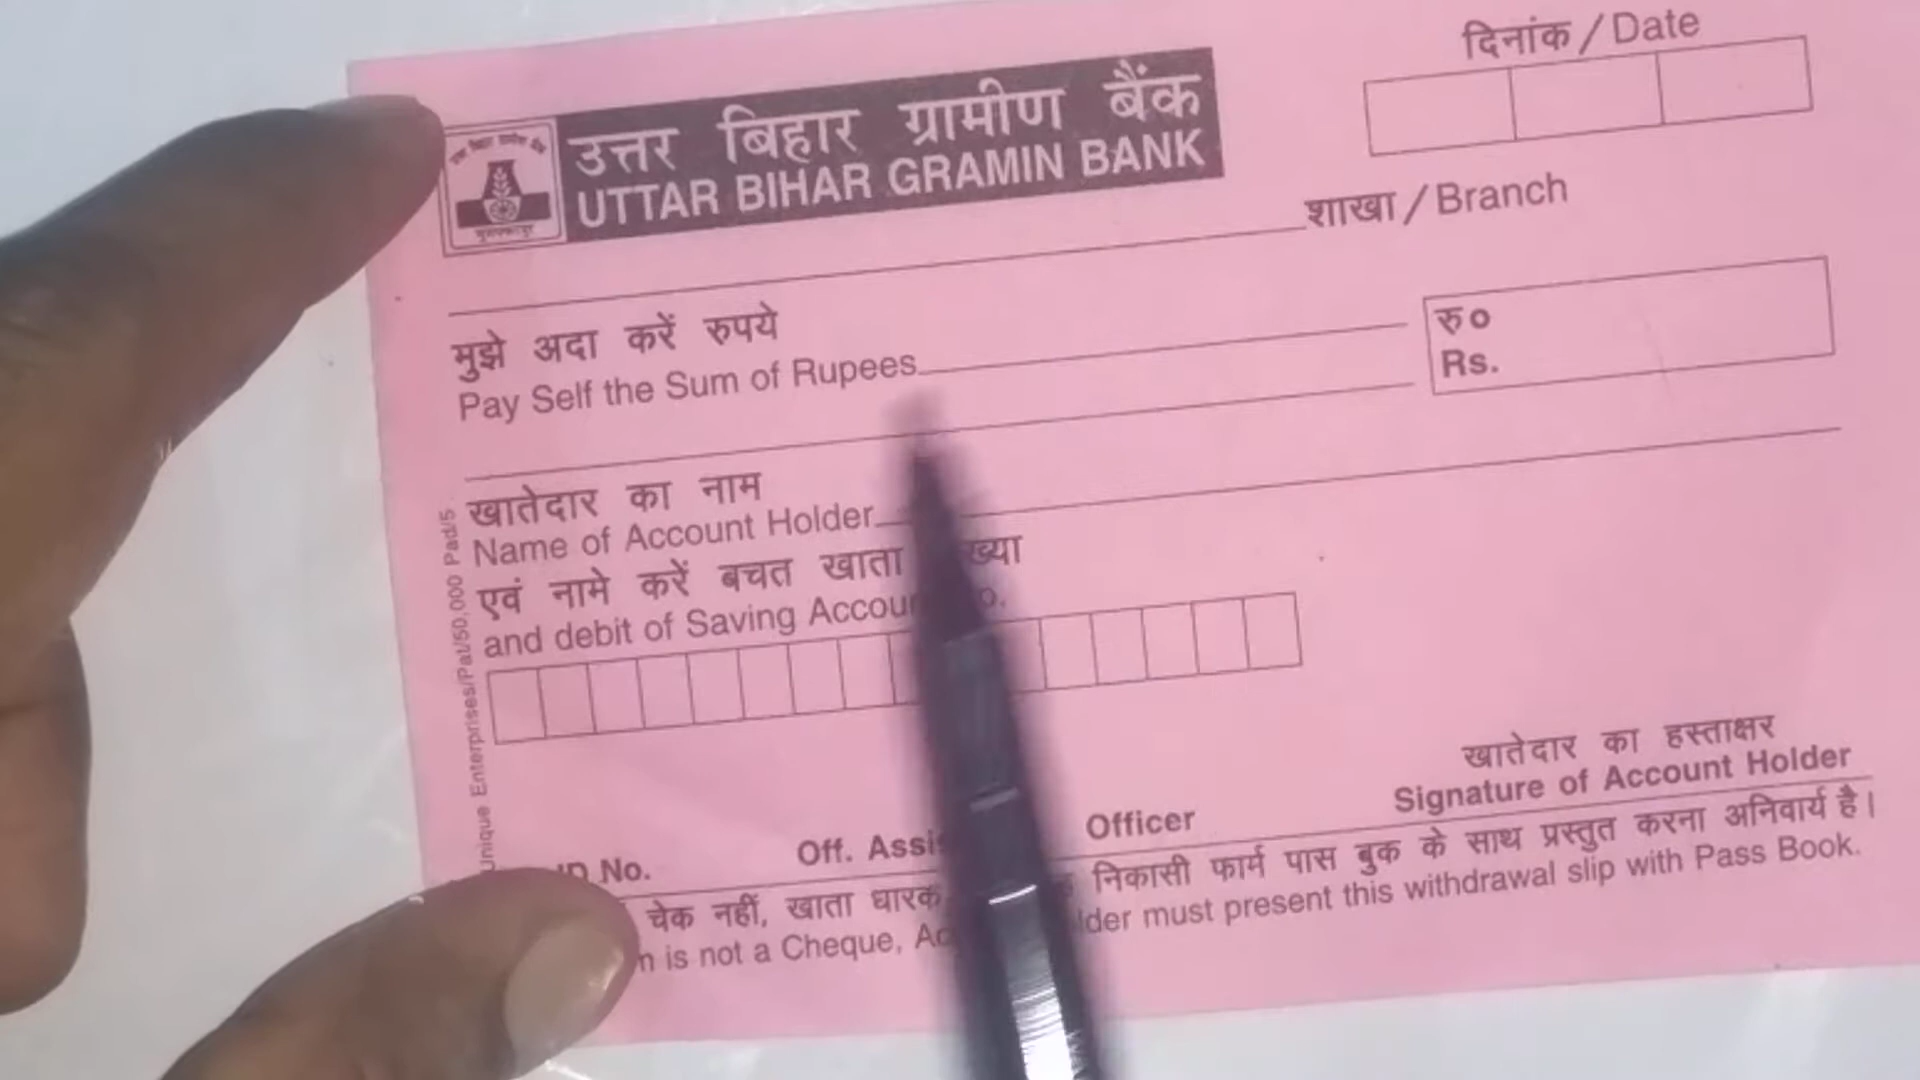 दिनांक / Date
उत्तर बिहार ग्रामीण बैंक
UTTAR BIHAR GRAMIN BANK
शाखा / Branch
मुझे अदा करें रुपये
Pay Self the Sum of Rupees
रु०
Rs.
खातेदार का नाम
Name of Account Holder
एवं नामे करें बचत खाता
and debit of Saving
खातेदार का हस्ताक्षर
Signature of Account Holder
No. Off. Officer
चेक नहीं, खाता धारक निकासी फार्म पास बुक के साथ प्रस्तुत करना अनिवार्य है।
is not a Cheque, must present this withdrawal slip with Pass Book.
Unique Enterprises/Pat/50,000 Pad/5